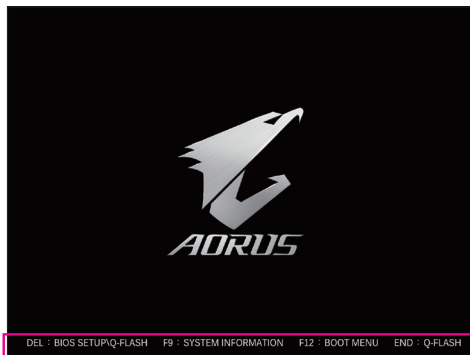 AORUS
DEL : BIOS SETUP\Q-FLASH F9 : SYSTEM INFORMATION F12 : BOOT MENU END : Q-FLASH